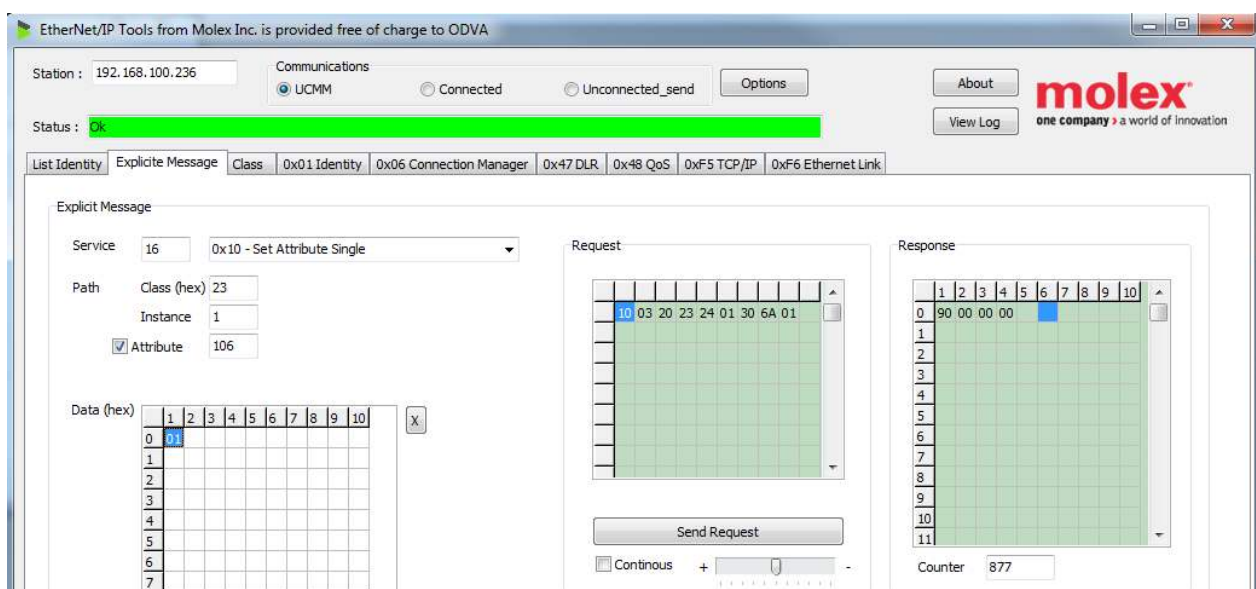 EtherNet/IP Tools from Molex Inc. is provided free of charge to ODVA
Station : 192.168.100.236
Communications
UCMM Connected Unconnected_send
Options
About
molex
one company > a world of innovation
Status : Ok
View Log
List Identity Explicite Message Class 0x01 Identity 0x06 Connection Manager 0x47 DLR 0x48 QoS 0xF5 TCP/IP 0xF6 Ethernet Link
Explicit Message
Service 16 0x10 - Set Attribute Single
Path Class (hex) 23
Instance 1
Attribute 106
Data (hex)
1 2 3 4 5 6 7 8 9 10
0 01
1
2
3
4
5
6
7
X
Request
10 03 20 23 24 01 30 6A 01
Send Request
Continous + -
Response
1 2 3 4 5 6 7 8 9 10
0 90 00 00 00
1
2
3
4
5
6
7
8
9
10
11
Counter 877